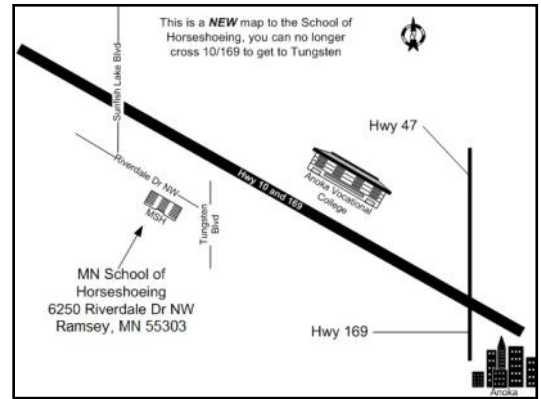 This is a NEW map to the School of
Horseshoeing, you can no longer
cross 10/169 to get to Tungsten
Sunfish Lake Blvd
Hwy 47
Riverdale Dr NW
Hwy 10 and 169
Anoka Vocational
College
MSH
Tungsten
Blvd
MN School of
Horseshoeing
6250 Riverdale Dr NW
Ramsey, MN 55303
Hwy 169
Anoka